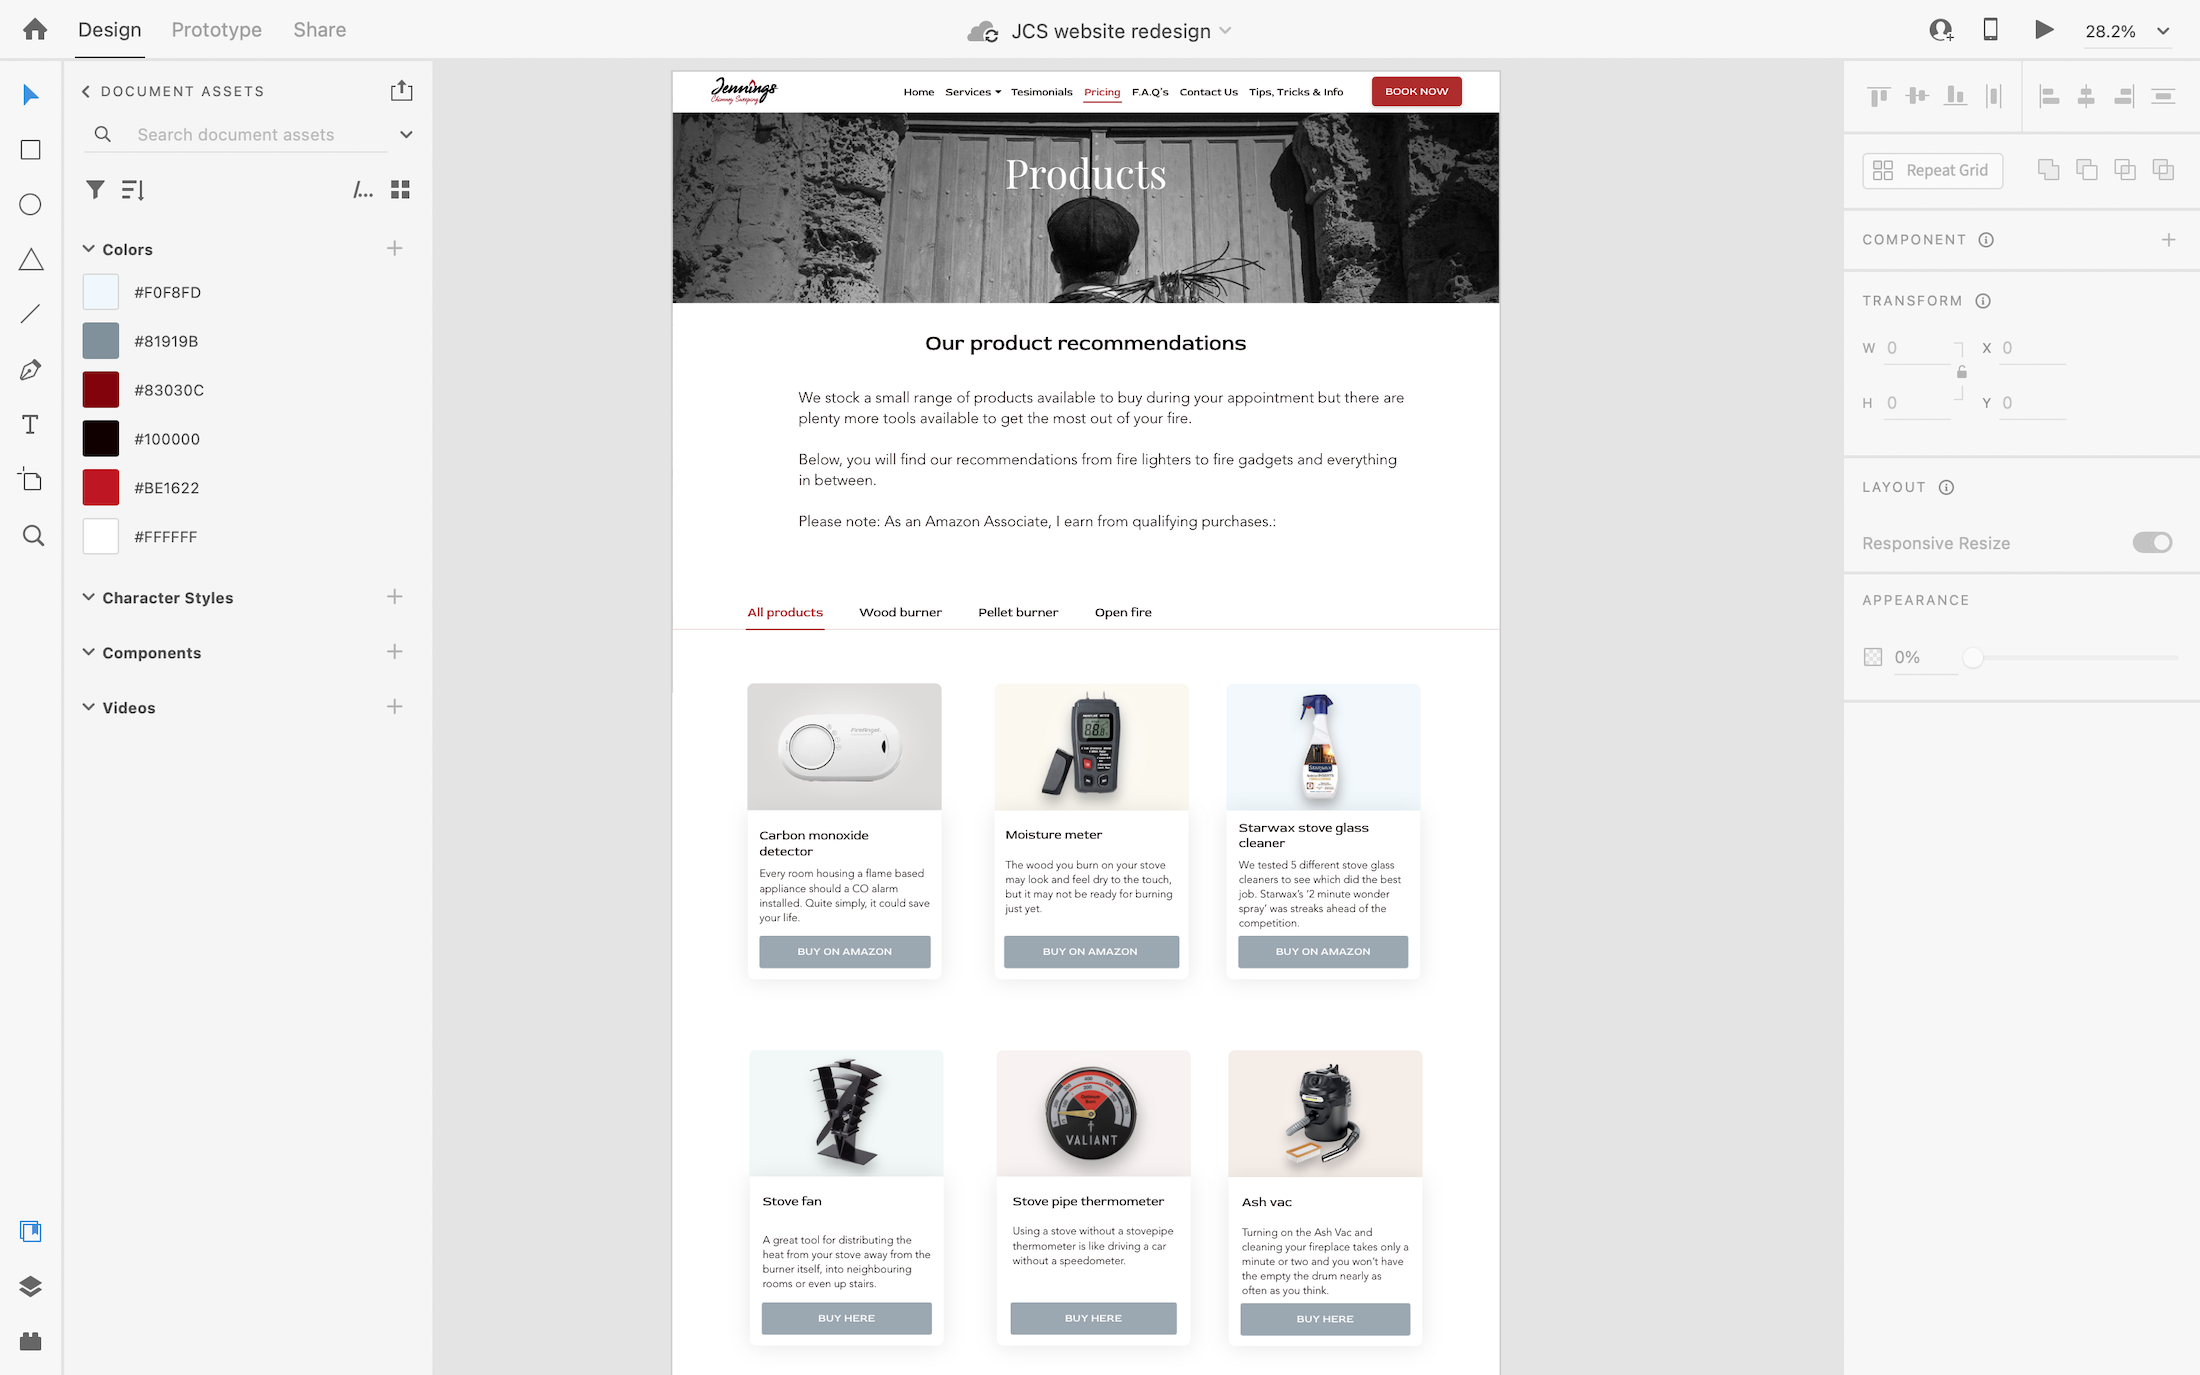 Design Prototype Share
JCS website redesign
28.2%
DOCUMENT ASSETS
Search document assets
/...
Colors
#F0F8FD
#81919B
#83030C
#100000
#BE1622
#FFFFFF
Character Styles
Components
Videos
Jennings
Chimney Sweeping
Home Services Testimonials Pricing F.A.Q's Contact Us Tips, Tricks & Info BOOK NOW
Products
Our product recommendations
We stock a small range of products available to buy during your appointment but there are
plenty more tools available to get the most out of your fire.
Below, you will find our recommendations from fire lighters to fire gadgets and everything
in between.
Please note: As an Amazon Associate, I earn from qualifying purchases.:
All products Wood burner Pellet burner Open fire
FireAngel
Carbon monoxide
detector
Every room housing a flame based
appliance should a CO alarm
installed. Quite simply, it could save
your life.
BUY ON AMAZON
Moisture meter
The wood you burn on your stove
may look and feel dry to the touch,
but it may not be ready for burning
just yet.
BUY ON AMAZON
STARWAX
Starwax stove glass
cleaner
We tested 5 different stove glass
cleaners to see which did the best
job. Starwax's '2 minute wonder
spray' was streaks ahead of the
competition.
BUY ON AMAZON
Stove fan
A great tool for distributing the
heat from your stove away from the
burner itself, into neighbouring
rooms or even up stairs.
BUY HERE
VALIANT
Stove pipe thermometer
Using a stove without a stovepipe
thermometer is like driving a car
without a speedometer.
BUY HERE
Ash vac
Turning on the Ash Vac and
cleaning your fireplace takes only a
minute or two and you won't have
the empty the drum nearly as
often as you think.
BUY HERE
Repeat Grid
COMPONENT
TRANSFORM
W 0 X 0
H 0 Y 0
LAYOUT
Responsive Resize
APPEARANCE
0%